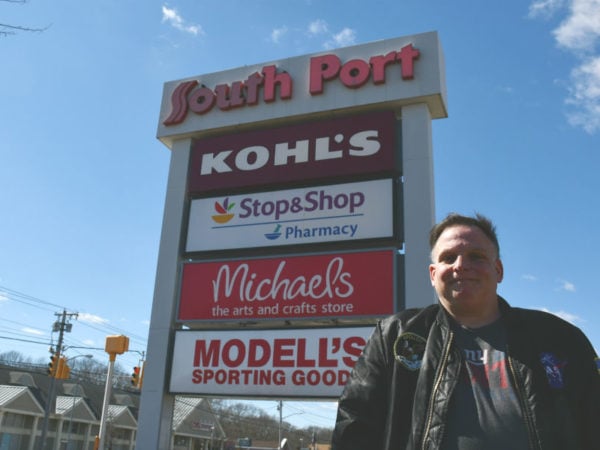 South Port
KOHL'S
Stop&Shop
Pharmacy
Michaels
the arts and crafts store
MODELL'S
SPORTING GOOD